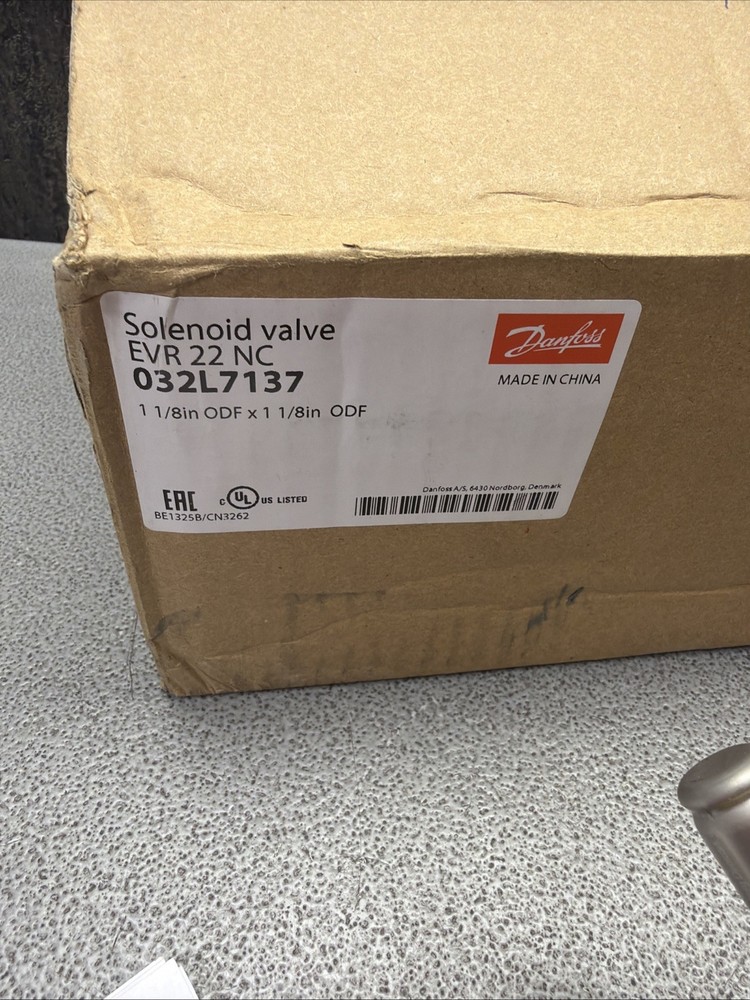 Solenoid valve
EVR 22 NC
032L7137
1 1/8in ODF x 1 1/8in ODF
Danfoss
MADE IN CHINA
EAC
C UL US LISTED
BE1325B/CN3262
Danfoss A/S, 6430 Nordborg, Denmark